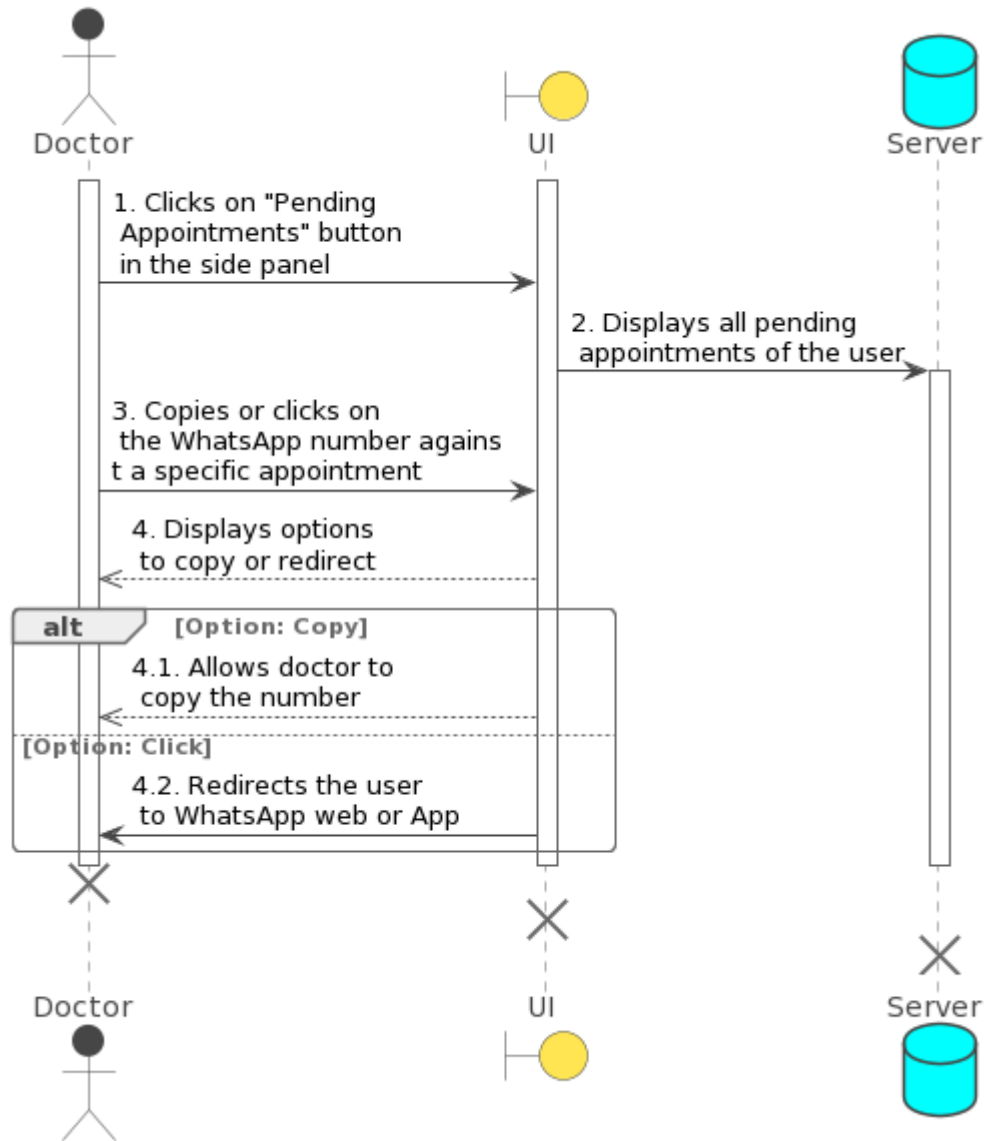 Doctor
UI
Server
1. Clicks on "Pending
Appointments" button
in the side panel
2. Displays all pending
appointments of the user
3. Copies or clicks on
the WhatsApp number agains
t a specific appointment
4. Displays options
to copy or redirect
alt
[Option: Copy]
4.1. Allows doctor to
copy the number
[Option: Click]
4.2. Redirects the user
to WhatsApp web or App
Doctor
UI
Server